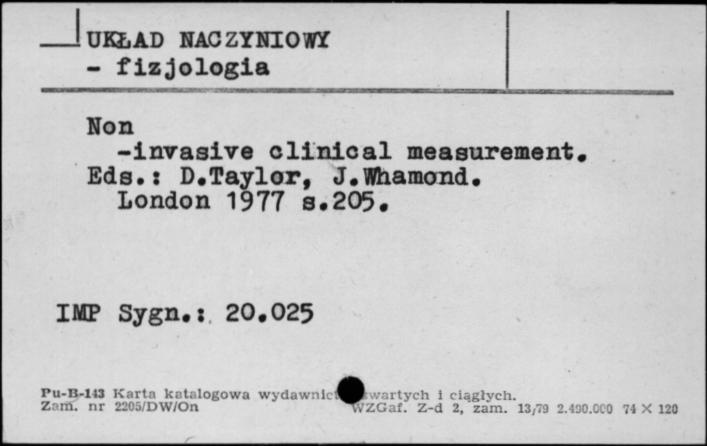 UKŁAD NACZYNIOWY
- fizjologia
Non
-invasive clinical measurement.
Eds.: D.Taylor, J.Whamond.
London 1977 s.205.
IMP Sygn.: 20.025
Pu-B-143 Karta katalogowa wydawnict wartych i ciągłych.
Zam. nr 2205/DW/On WZGaf. Z-d 2, zam. 13/79 2.490.000 74 X 120